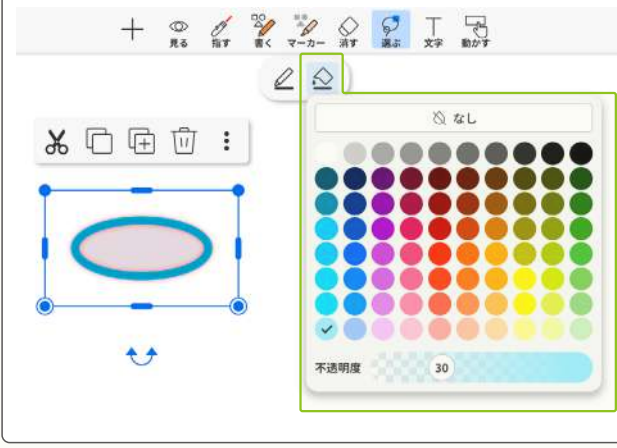 見る 指す 書く マーカー 消す 選ぶ 文字 動かす
なし
不透明度 30